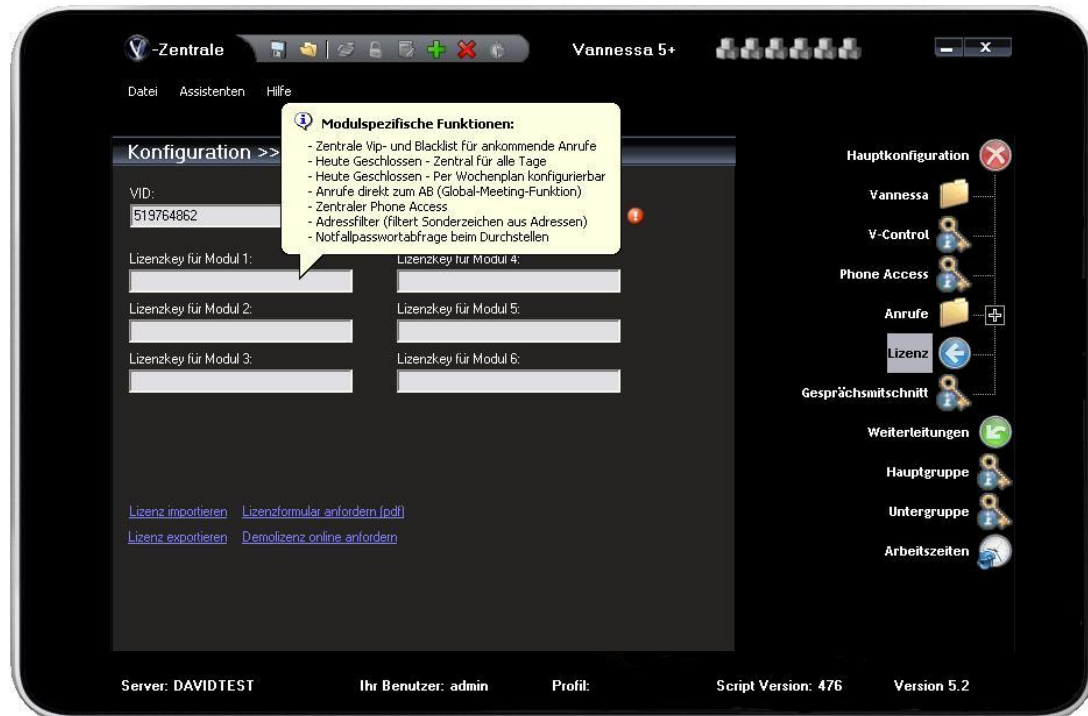 V-Zentrale
Vannessa 5+
Datei Assistenten Hilfe
Modulspezifische Funktionen:
- Zentrale Vip- und Blacklist für ankommende Anrufe
- Heute Geschlossen - Zentral für alle Tage
- Heute Geschlossen - Per Wochenplan konfigurierbar
- Anrufe direkt zum AB (Global-Meeting-Funktion)
- Zentraler Phone Access
- Adressfilter (filtert Sonderzeichen aus Adressen)
- Notfallpasswortabfrage beim Durchstellen
Konfiguration >>
VID:
519764862
Lizenzkey für Modul 1:
Lizenzkey für Modul 4:
Lizenzkey für Modul 2:
Lizenzkey für Modul 5:
Lizenzkey für Modul 3:
Lizenzkey für Modul 6:
Lizenz importieren Lizenzformular anfordern (pdf)
Lizenz exportieren Demolizenz online anfordern
Hauptkonfiguration
Vannessa
V-Control
Phone Access
Anrufe
Lizenz
Gesprächsmitschnitt
Weiterleitungen
Hauptgruppe
Untergruppe
Arbeitszeiten
Server: DAVIDTEST
Ihr Benutzer: admin
Profil:
Script Version: 476
Version 5.2